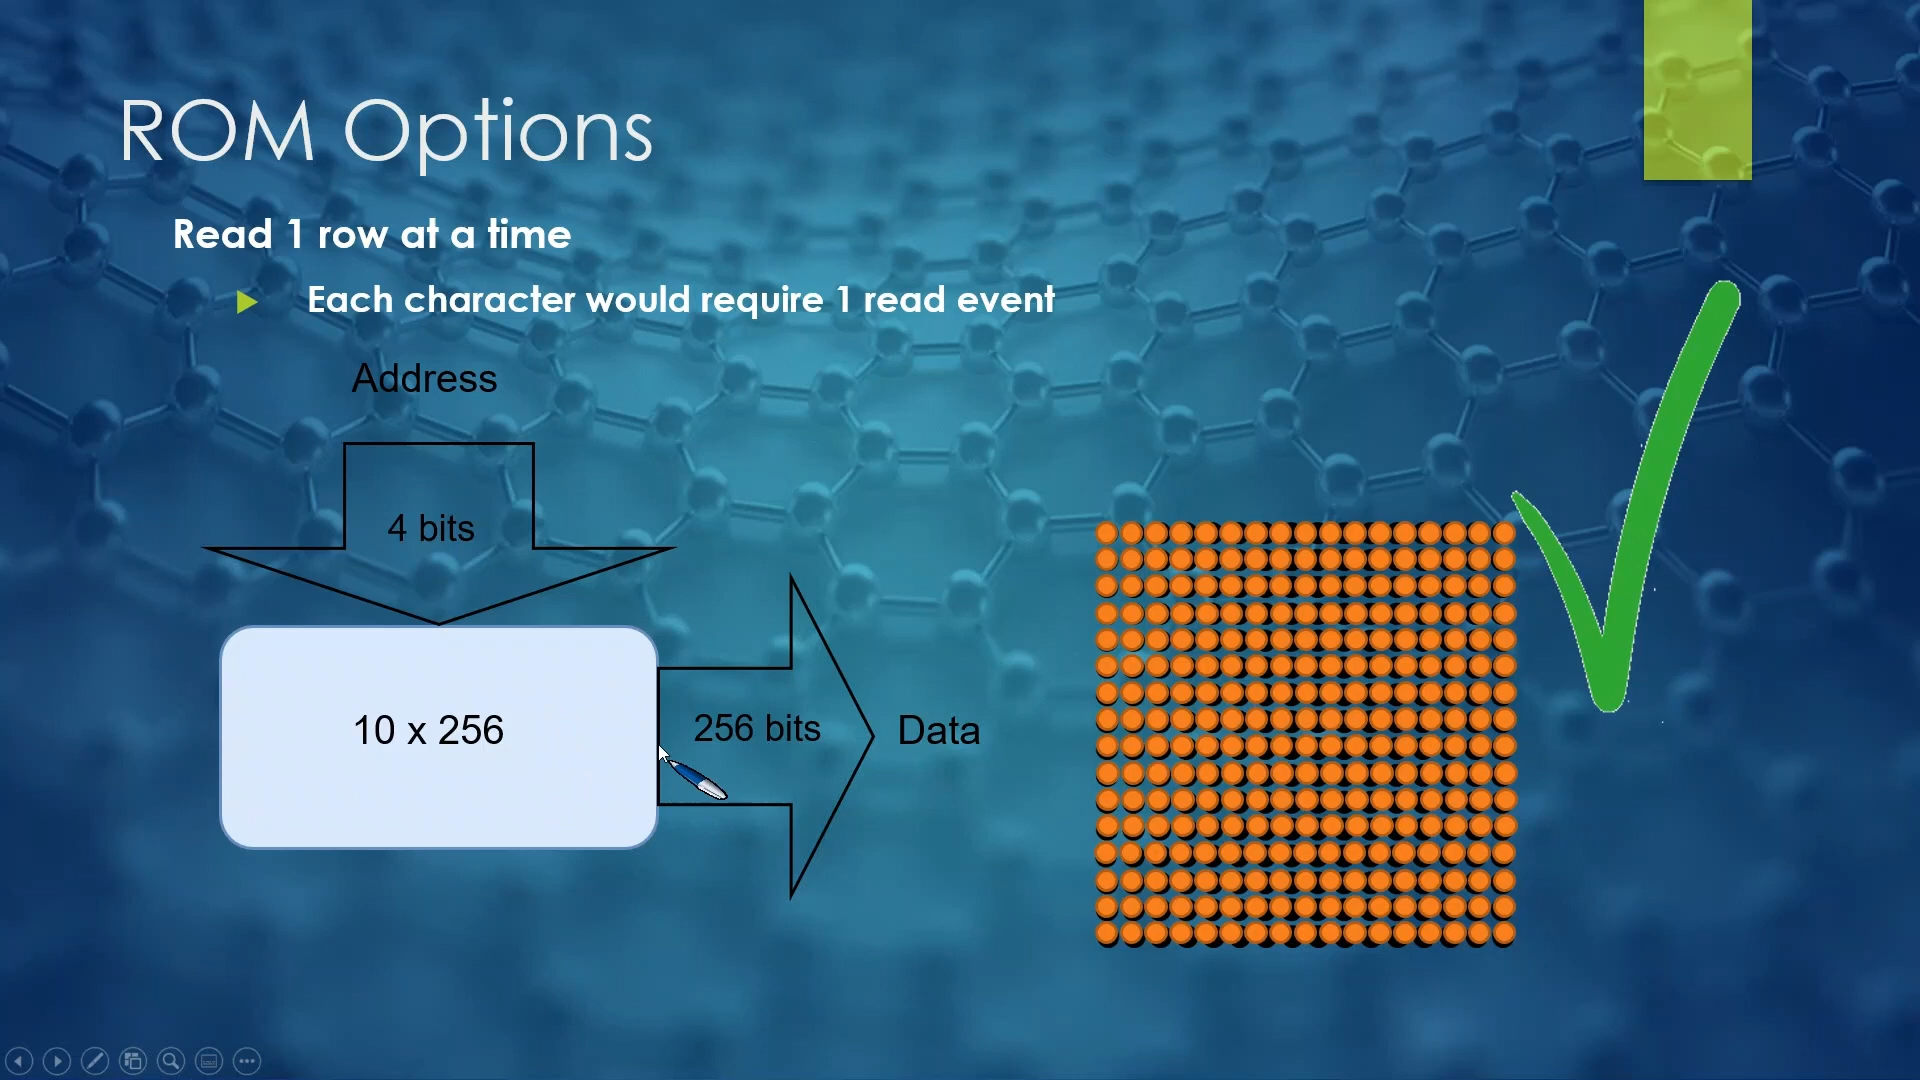 ROM Options
Read 1 row at a time
Each character would require 1 read event
Address
4 bits
10 x 256
256 bits
Data